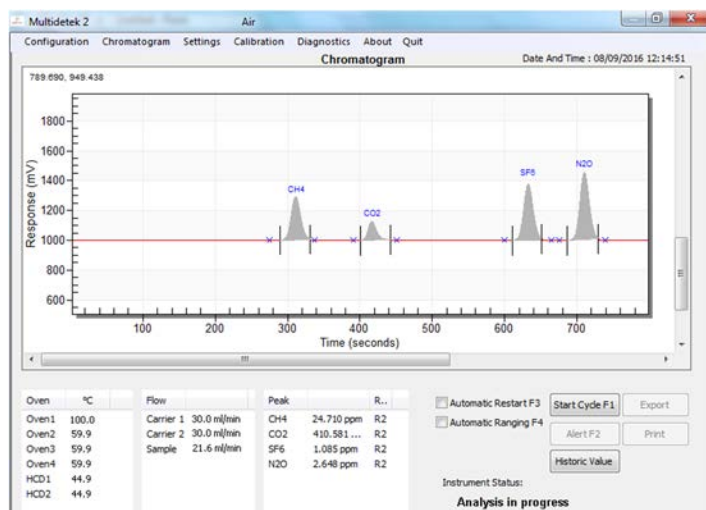 Multidetek 2 Air
Configuration Chromatogram Settings Calibration Diagnostics About Quit
Chromatogram Date And Time : 08/09/2016 12:14:51
789.690, 949.438
Response (mV)
1800
1600
1400
1200
1000
800
600
CH4
CO2
SF6
N2O
100 200 300 400 500 600 700
Time (seconds)
Oven °C
Oven1 100.0
Oven2 59.9
Oven3 59.9
Oven4 59.9
HCD1 44.9
HCD2 44.9
Flow
Carrier 1 30.0 ml/min
Carrier 2 30.0 ml/min
Sample 21.6 ml/min
Peak R..
CH4 24.710 ppm R2
CO2 410.581 ... R2
SF6 1.085 ppm R2
N2O 2.648 ppm R2
Automatic Restart F3
Automatic Ranging F4
Start Cycle F1 Export
Alert F2 Print
Historic Value
Instrument Status:
Analysis in progress